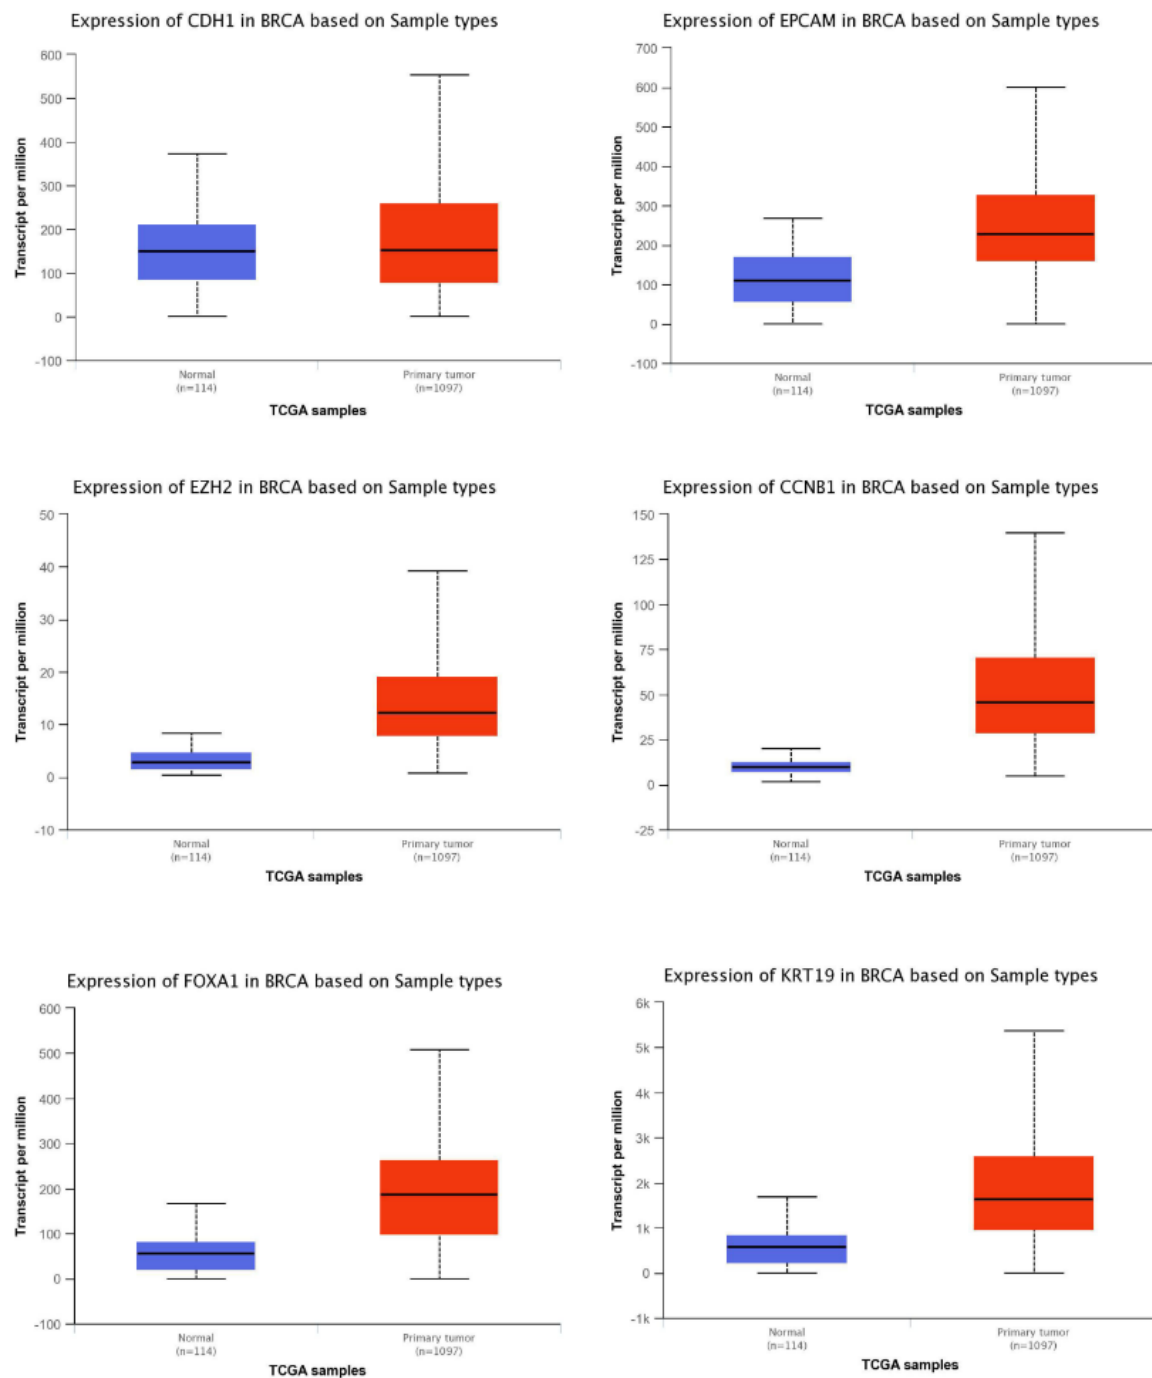 Expression of CDH1 in BRCA based on Sample types
600
500
400
300
200
100
0
-100
Transcript per million
Normal
(n=114)
Primary tumor
(n=1097)
TCGA samples
Expression of EPCAM in BRCA based on Sample types
700
600
500
400
300
200
100
0
-100
Transcript per million
Normal
(n=114)
Primary tumor
(n=1097)
TCGA samples
Expression of EZH2 in BRCA based on Sample types
50
40
30
20
10
0
-10
Transcript per million
Normal
(n=114)
Primary tumor
(n=1097)
TCGA samples
Expression of CCNB1 in BRCA based on Sample types
150
125
100
75
50
25
0
-25
Transcript per million
Normal
(n=114)
Primary tumor
(n=1097)
TCGA samples
Expression of FOXA1 in BRCA based on Sample types
600
500
400
300
200
100
0
-100
Transcript per million
Normal
(n=114)
Primary tumor
(n=1097)
TCGA samples
Expression of KRT19 in BRCA based on Sample types
6k
5k
4k
3k
2k
1k
0
-1k
Transcript per million
Normal
(n=114)
Primary tumor
(n=1097)
TCGA samples